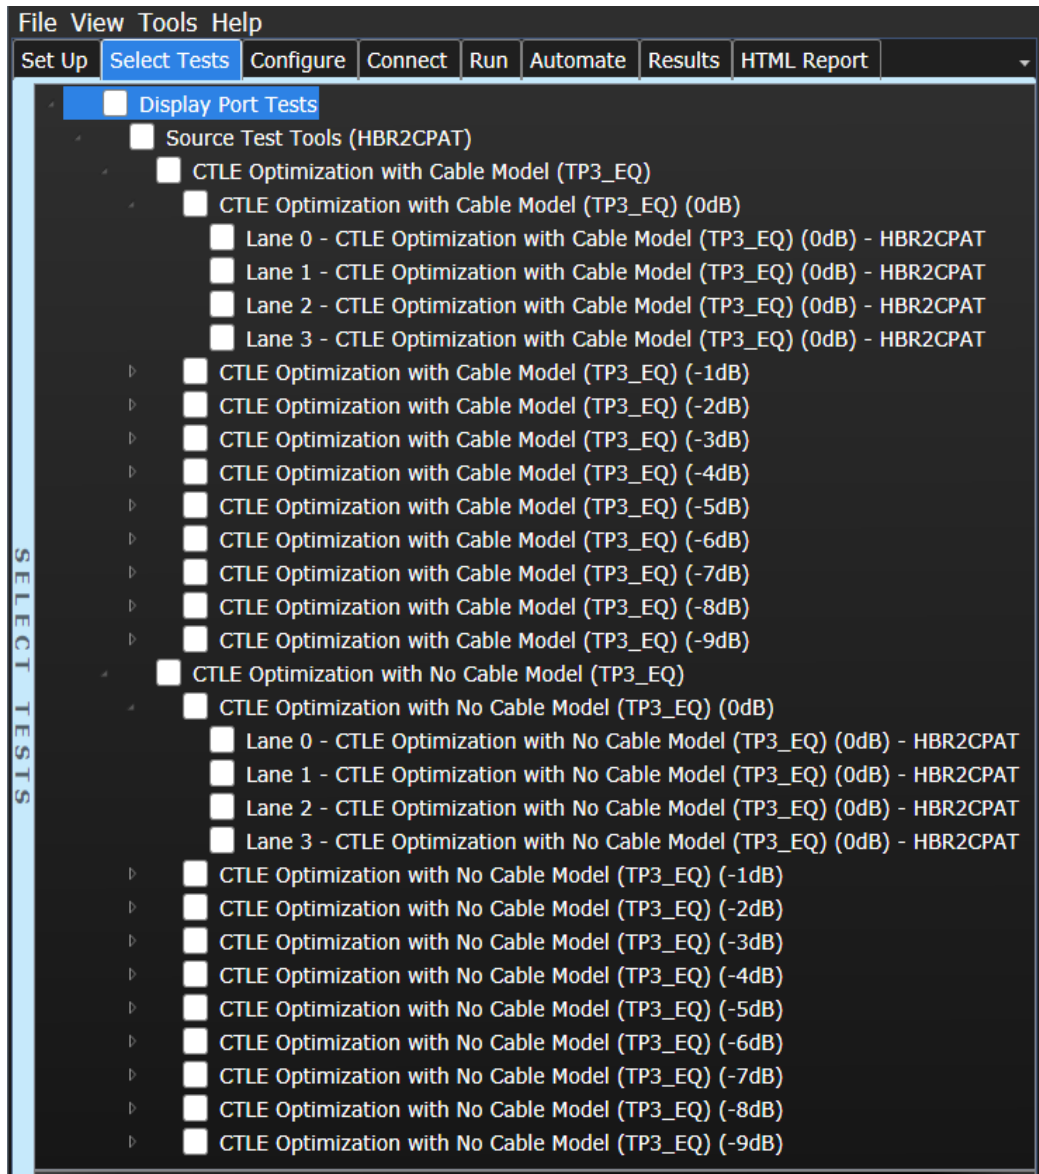 File View Tools Help
Set Up Select Tests Configure Connect Run Automate Results HTML Report
Display Port Tests
Source Test Tools (HBR2CPAT)
CTLE Optimization with Cable Model (TP3_EQ)
CTLE Optimization with Cable Model (TP3_EQ) (0dB)
Lane 0 - CTLE Optimization with Cable Model (TP3_EQ) (0dB) - HBR2CPAT
Lane 1 - CTLE Optimization with Cable Model (TP3_EQ) (0dB) - HBR2CPAT
Lane 2 - CTLE Optimization with Cable Model (TP3_EQ) (0dB) - HBR2CPAT
Lane 3 - CTLE Optimization with Cable Model (TP3_EQ) (0dB) - HBR2CPAT
CTLE Optimization with Cable Model (TP3_EQ) (-1dB)
CTLE Optimization with Cable Model (TP3_EQ) (-2dB)
CTLE Optimization with Cable Model (TP3_EQ) (-3dB)
CTLE Optimization with Cable Model (TP3_EQ) (-4dB)
CTLE Optimization with Cable Model (TP3_EQ) (-5dB)
CTLE Optimization with Cable Model (TP3_EQ) (-6dB)
CTLE Optimization with Cable Model (TP3_EQ) (-7dB)
CTLE Optimization with Cable Model (TP3_EQ) (-8dB)
CTLE Optimization with Cable Model (TP3_EQ) (-9dB)
CTLE Optimization with No Cable Model (TP3_EQ)
CTLE Optimization with No Cable Model (TP3_EQ) (0dB)
Lane 0 - CTLE Optimization with No Cable Model (TP3_EQ) (0dB) - HBR2CPAT
Lane 1 - CTLE Optimization with No Cable Model (TP3_EQ) (0dB) - HBR2CPAT
Lane 2 - CTLE Optimization with No Cable Model (TP3_EQ) (0dB) - HBR2CPAT
Lane 3 - CTLE Optimization with No Cable Model (TP3_EQ) (0dB) - HBR2CPAT
CTLE Optimization with No Cable Model (TP3_EQ) (-1dB)
CTLE Optimization with No Cable Model (TP3_EQ) (-2dB)
CTLE Optimization with No Cable Model (TP3_EQ) (-3dB)
CTLE Optimization with No Cable Model (TP3_EQ) (-4dB)
CTLE Optimization with No Cable Model (TP3_EQ) (-5dB)
CTLE Optimization with No Cable Model (TP3_EQ) (-6dB)
CTLE Optimization with No Cable Model (TP3_EQ) (-7dB)
CTLE Optimization with No Cable Model (TP3_EQ) (-8dB)
CTLE Optimization with No Cable Model (TP3_EQ) (-9dB)
SELECT TESTS